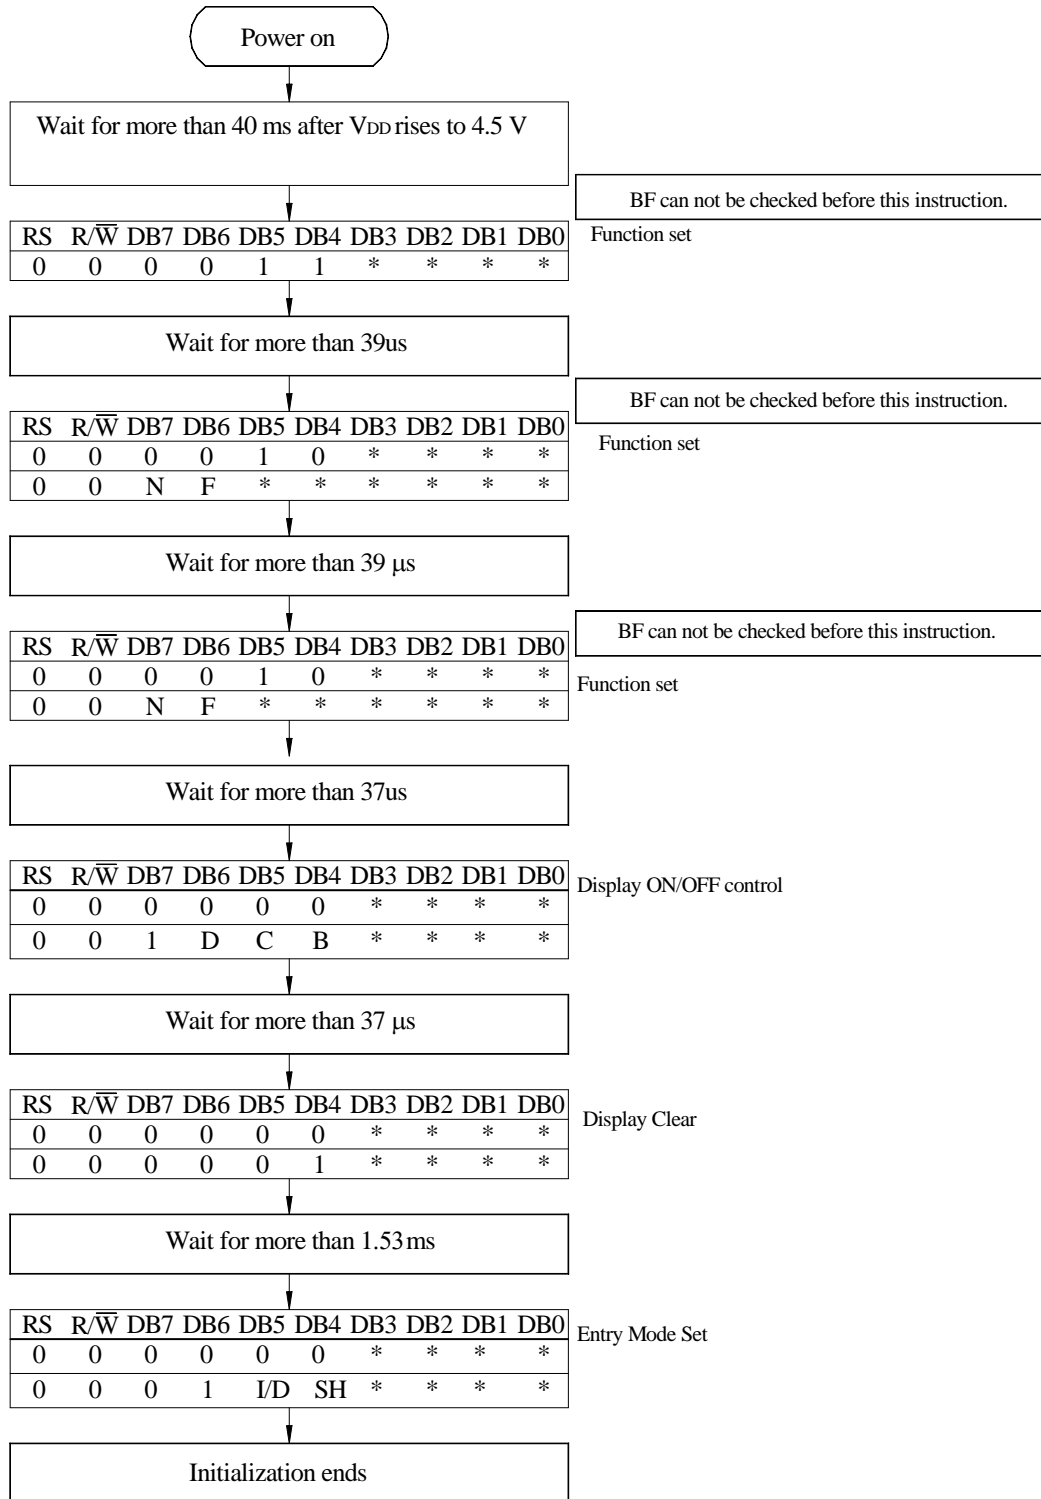 Power on
Wait for more than 40 ms after VDD rises to 4.5 V
BF can not be checked before this instruction.
RS R/W̅ DB7 DB6 DB5 DB4 DB3 DB2 DB1 DB0
Function set
0 0 0 0 1 1 * * * *
Wait for more than 39us
BF can not be checked before this instruction.
RS R/W̅ DB7 DB6 DB5 DB4 DB3 DB2 DB1 DB0
Function set
0 0 0 0 1 0 * * * *
0 0 N F * * * * * *
Wait for more than 39 μs
BF can not be checked before this instruction.
RS R/W̅ DB7 DB6 DB5 DB4 DB3 DB2 DB1 DB0
0 0 0 0 1 0 * * * *
Function set
0 0 N F * * * * * *
Wait for more than 37us
RS R/W̅ DB7 DB6 DB5 DB4 DB3 DB2 DB1 DB0
Display ON/OFF control
0 0 0 0 0 0 * * * *
0 0 1 D C B * * * *
Wait for more than 37 μs
RS R/W̅ DB7 DB6 DB5 DB4 DB3 DB2 DB1 DB0
Display Clear
0 0 0 0 0 0 * * * *
0 0 0 0 0 1 * * * *
Wait for more than 1.53ms
RS R/W̅ DB7 DB6 DB5 DB4 DB3 DB2 DB1 DB0
Entry Mode Set
0 0 0 0 0 0 * * * *
0 0 0 1 I/D SH * * * *
Initialization ends